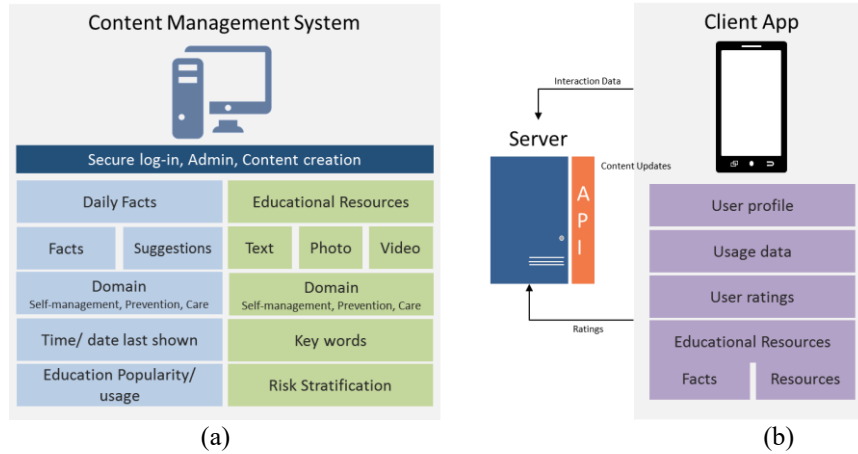 Content Management System
Secure log-in, Admin, Content creation
Daily Facts
Educational Resources
Facts
Suggestions
Text
Photo
Video
Domain
Self-management, Prevention, Care
Domain
Self-management, Prevention, Care
Time/ date last shown
Key words
Education Popularity/
usage
Risk Stratification
(a)
Client App
Interaction Data
Server
Content Updates
API
Ratings
User profile
Usage data
User ratings
Educational Resources
Facts
Resources
(b)